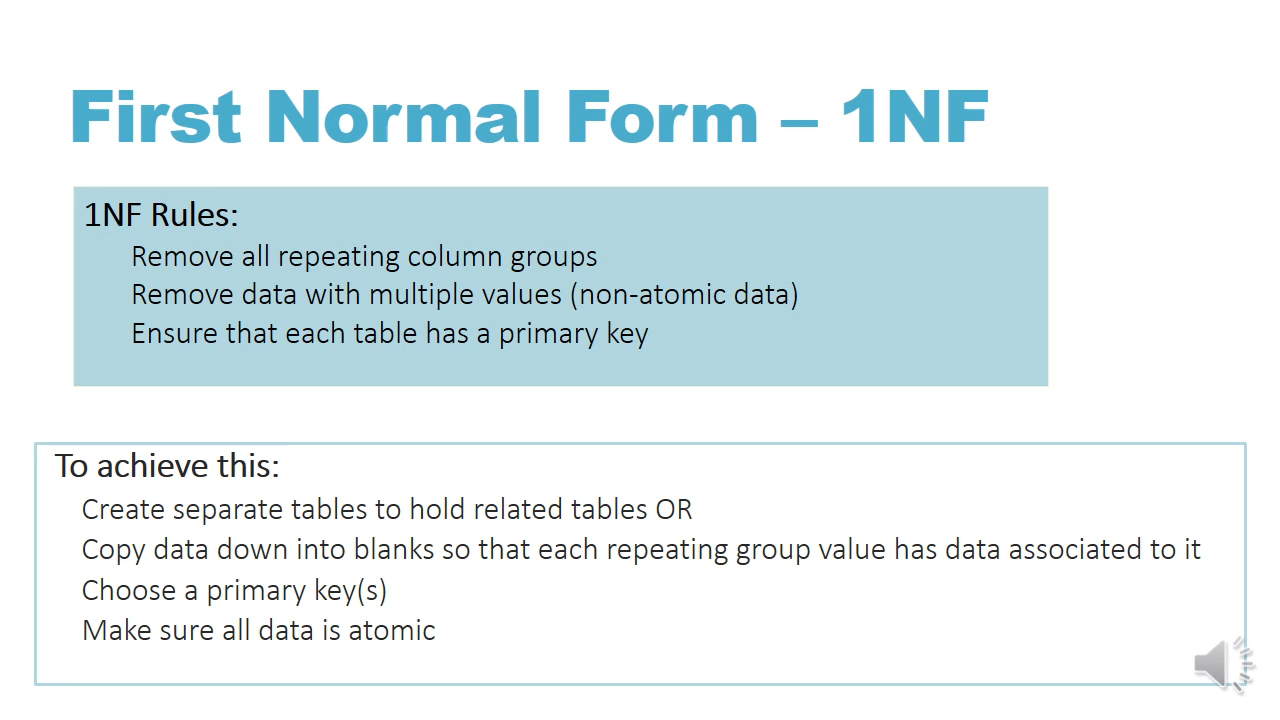 First Normal Form – 1NF
1NF Rules:
Remove all repeating column groups
Remove data with multiple values (non-atomic data)
Ensure that each table has a primary key
To achieve this:
Create separate tables to hold related tables OR
Copy data down into blanks so that each repeating group value has data associated to it
Choose a primary key(s)
Make sure all data is atomic